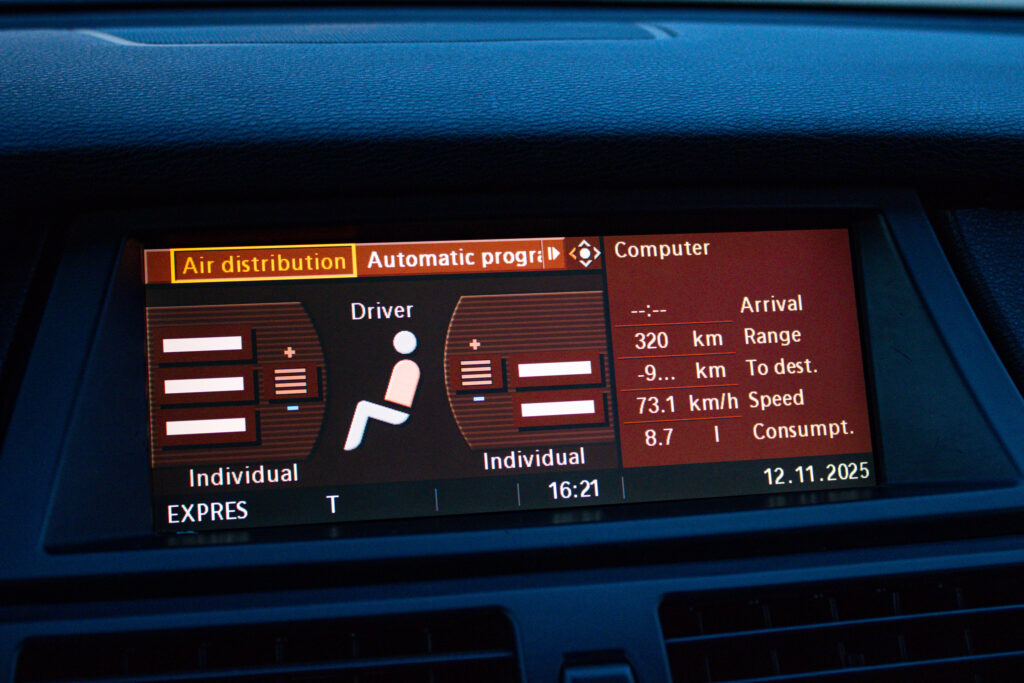 Air distribution
Automatic progr
Computer
Driver
--:-- Arrival
320 km Range
-9... km To dest.
73.1 km/h Speed
8.7 l Consumpt.
Individual
Individual
EXPRES T 16:21 12.11.2025